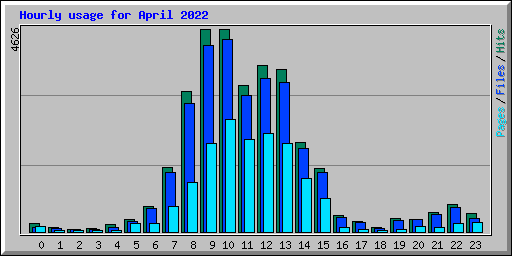 Hourly usage for April 2022
4626
Pages/Files/Hits
0 1 2 3 4 5 6 7 8 9 10 11 12 13 14 15 16 17 18 19 20 21 22 23